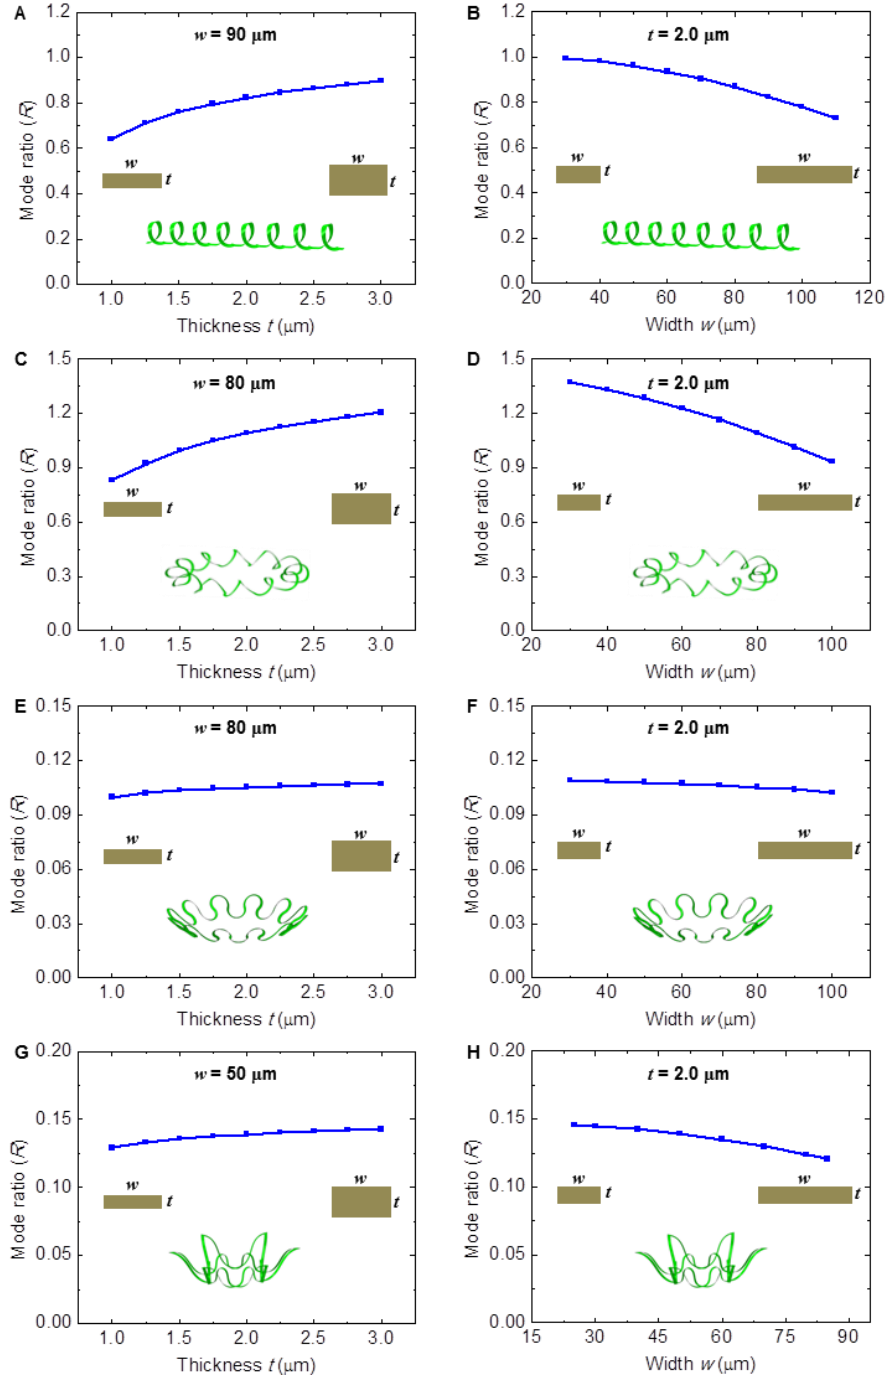 A
w = 90 μm
Mode ratio (R)
1.2
1.0
0.8
0.6
0.4
0.2
0.0
w
t
w
t
1.0 1.5 2.0 2.5 3.0
Thickness t (μm)
B
t = 2.0 μm
Mode ratio (R)
1.2
1.0
0.8
0.6
0.4
0.2
0.0
w
w
t
20 40 60 80 100 120
Width w (μm)
C
w = 80 μm
Mode ratio (R)
1.5
1.2
0.9
0.6
0.3
0.0
w
t
w
t
1.0 1.5 2.0 2.5 3.0
Thickness t (μm)
D
t = 2.0 μm
Mode ratio (R)
1.5
1.2
0.9
0.6
0.3
0.0
w
w
t
20 40 60 80 100
Width w (μm)
E
w = 80 μm
Mode ratio (R)
0.15
0.12
0.09
0.06
0.03
0.00
w
t
w
t
1.0 1.5 2.0 2.5 3.0
Thickness t (μm)
F
t = 2.0 μm
Mode ratio (R)
0.15
0.12
0.09
0.06
0.03
0.00
w
w
t
20 40 60 80 100
Width w (μm)
G
w = 50 μm
Mode ratio (R)
0.20
0.15
0.10
0.05
0.00
w
t
w
t
1.0 1.5 2.0 2.5 3.0
Thickness t (μm)
H
t = 2.0 μm
Mode ratio (R)
0.20
0.15
0.10
0.05
0.00
w
w
t
15 30 45 60 75 90
Width w (μm)